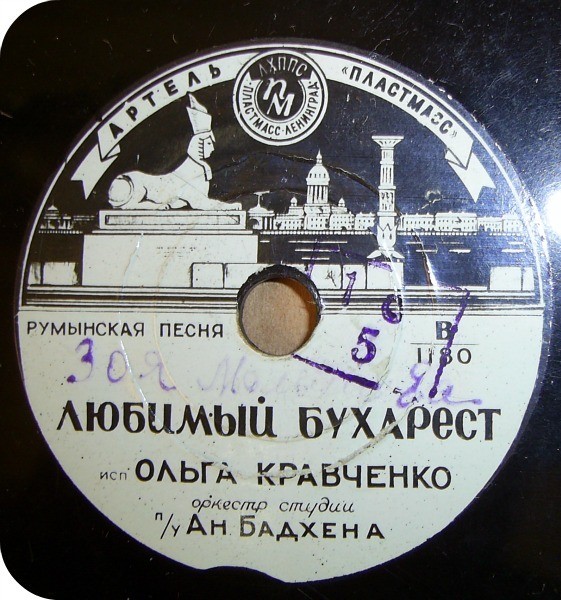 АРТЕЛЬ «ПЛАСТМАСС»
ЛХППС
ПМ
"ПЛАСТМАСС-ЛЕНИНГРАД"
РУМЫНСКАЯ ПЕСНЯ
В
1180
5
Зоя
ЛЮБИМЫЙ БУХАРЕСТ
исп ОЛЬГА КРАВЧЕНКО
оркестр студии
п/у АН БАДХЕНА